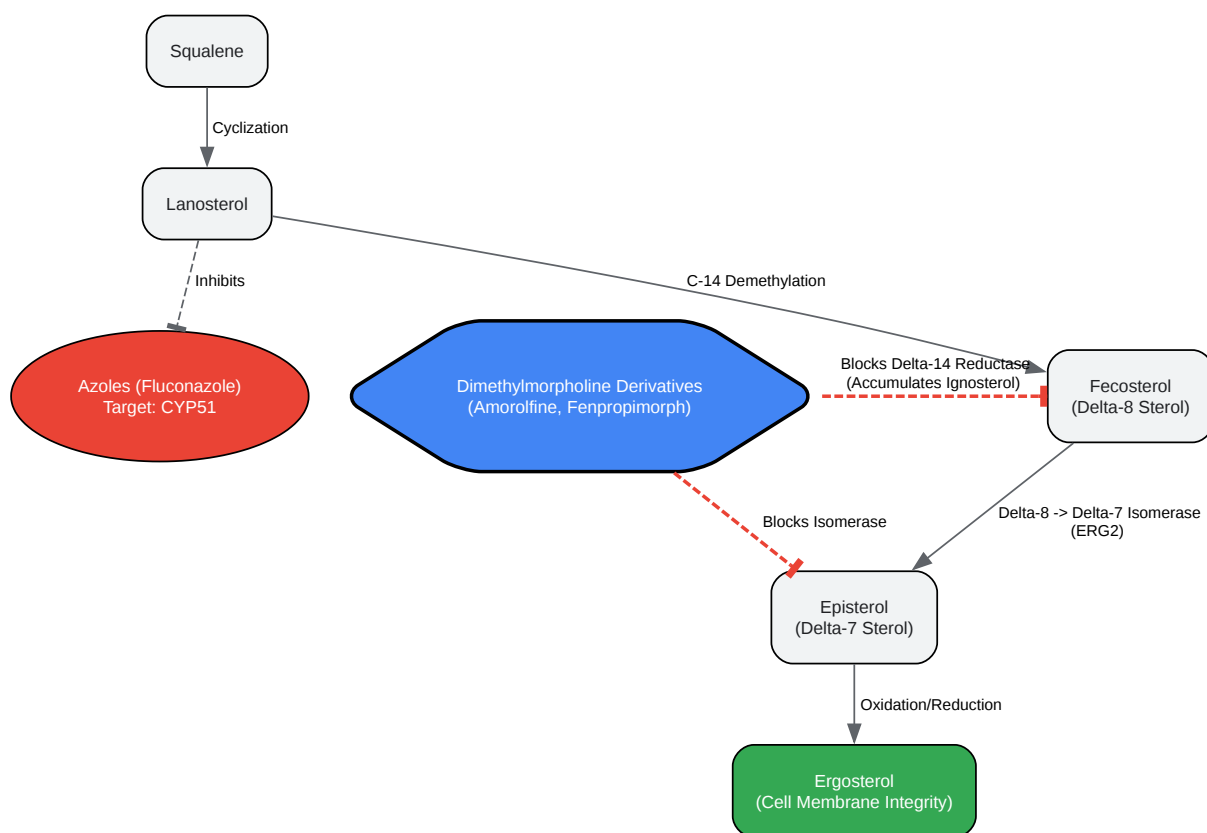 Squalene
Cyclization
Lanosterol
Inhibits
C-14 Demethylation
Azoles (Fluconazole)
Target: CYP51
Dimethylmorpholine Derivatives
(Amorolfine, Fenpropimorph)
Blocks Delta-14 Reductase
(Accumulates Ignosterol)
Fecosterol
(Delta-8 Sterol)
Blocks Isomerase
Delta-8 -> Delta-7 Isomerase
(ERG2)
Episterol
(Delta-7 Sterol)
Oxidation/Reduction
Ergosterol
(Cell Membrane Integrity)